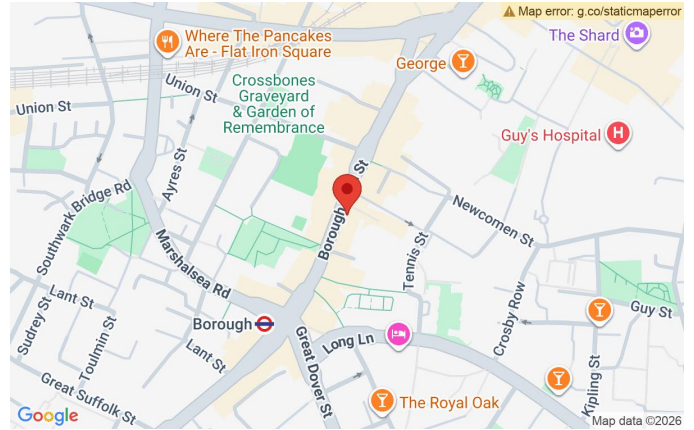 Map error: g.co/staticmaperror
Where The Pancakes
Are - Flat Iron Square
The Shard
George
Union St
Crossbones
Graveyard
& Garden of
Remembrance
Union St
Guy's Hospital
Ayres St
Borough
St
Southwark Bridge Rd
Newcomen St
Marshalsea Rd
Tennis St
Lant St
Crosby Row
Guy St
Sudrey St
Toulmin St
Borough
Lant St
Great Dover St
Long Ln
Kipling St
Great Suffolk St
The Royal Oak
Google
Map data ©2026